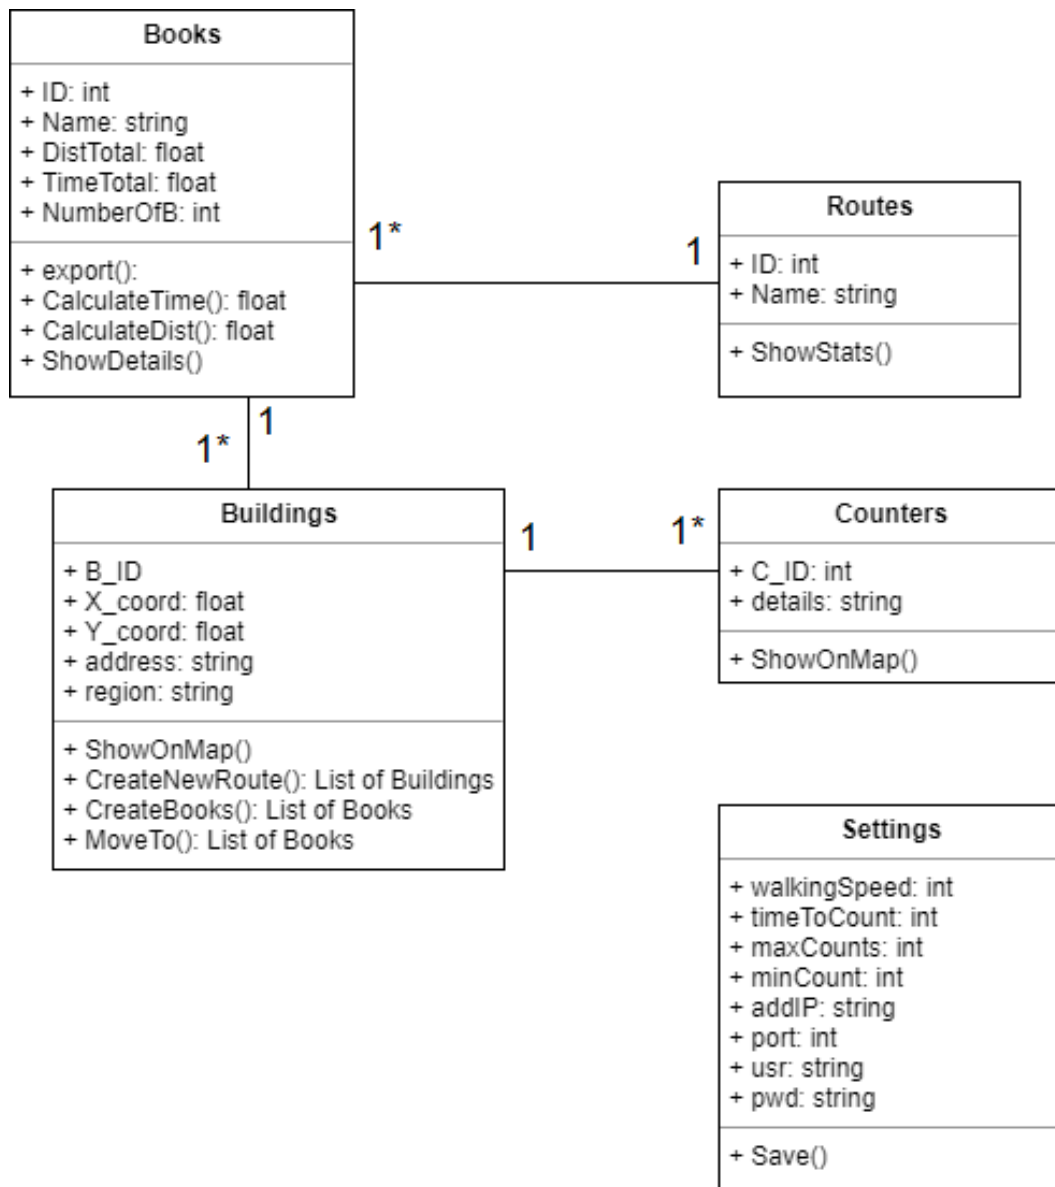 Books
+ ID: int
+ Name: string
+ DistTotal: float
+ TimeTotal: float
+ NumberOfB: int
+ export():
+ CalculateTime(): float
+ CalculateDist(): float
+ ShowDetails()
1*
1
Routes
+ ID: int
+ Name: string
+ ShowStats()
1
1*
Buildings
+ B_ID
+ X_coord: float
+ Y_coord: float
+ address: string
+ region: string
+ ShowOnMap()
+ CreateNewRoute(): List of Buildings
+ CreateBooks(): List of Books
+ MoveTo(): List of Books
1
1*
Counters
+ C_ID: int
+ details: string
+ ShowOnMap()
Settings
+ walkingSpeed: int
+ timeToCount: int
+ maxCounts: int
+ minCount: int
+ addIP: string
+ port: int
+ usr: string
+ pwd: string
+ Save()